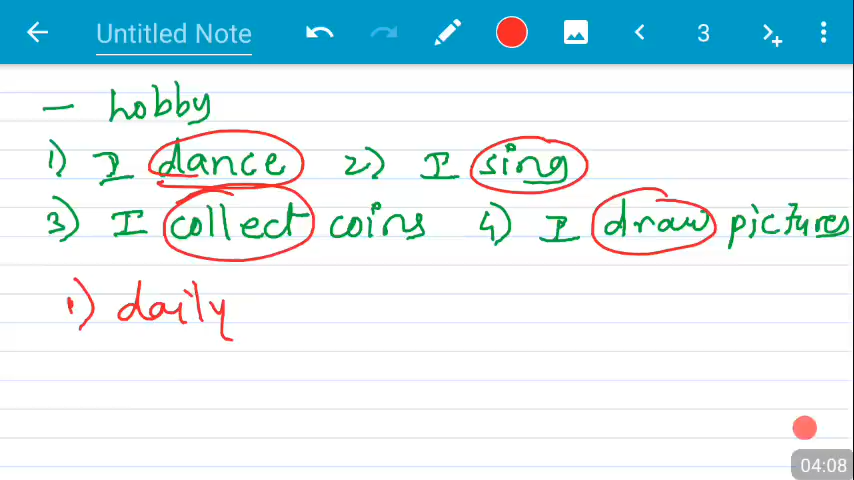 Untitled Note 3
- hobby
1) I dance 2) I sing
3) I collect coins 4) I draw pictures
1) daily
04:08